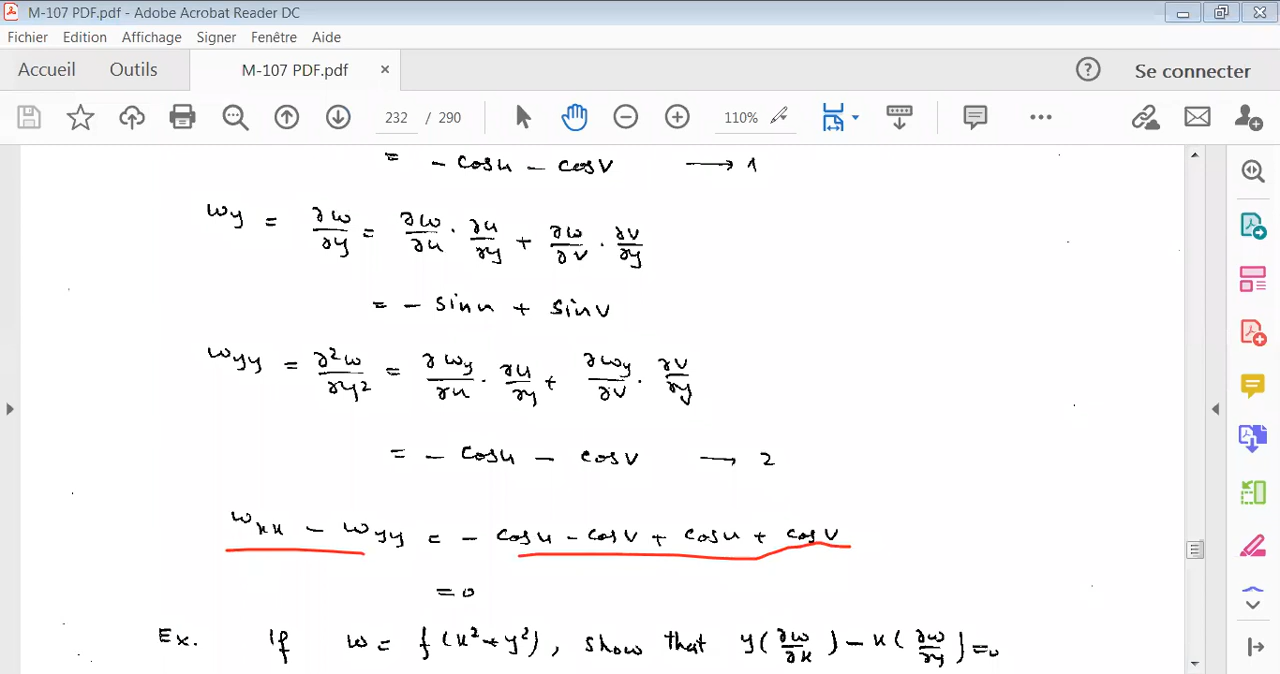 M-107 PDF.pdf - Adobe Acrobat Reader DC
Fichier Edition Affichage Signer Fenêtre Aide
Accueil Outils M-107 PDF.pdf × Se connecter
232 / 290 110%
= - cos u - cos v ⟶ 1
w_y = ∂w/∂y = ∂w/∂u · ∂u/∂y + ∂w/∂v · ∂v/∂y
= - sin u + sin v
w_yy = ∂²w/∂y² = ∂w_y/∂u · ∂u/∂y + ∂w_y/∂v · ∂v/∂y
= - cos u - cos v ⟶ 2
w_xx - w_yy = - cos u - cos v + cos u + cos v
= 0
Ex. If w = f(x² + y²), show that y(∂w/∂x) - x(∂w/∂y) = 0